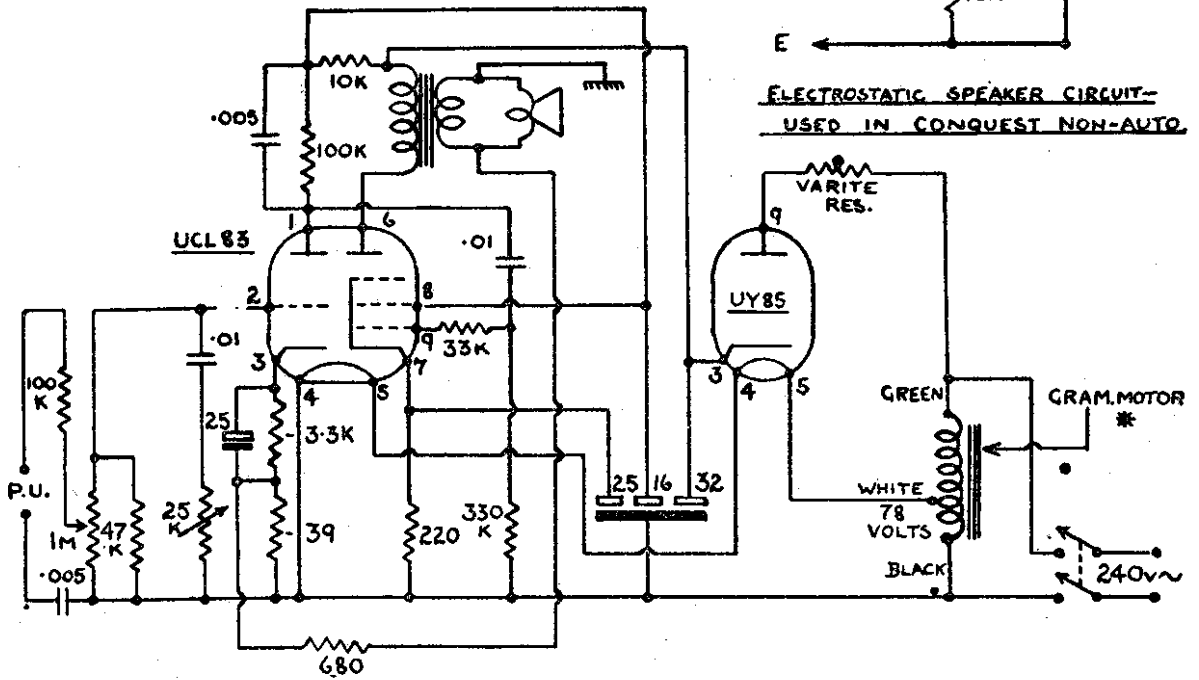 E
ELECTROSTATIC SPEAKER CIRCUIT-
USED IN CONQUEST NON-AUTO.
10K
.005
100K
VARITE
RES.
1
6
9
UCL83
.01
2
8
UY85
.01
9
33K
3
7
3
4
5
4
5
100
K
GREEN
GRAM. MOTOR
*
25
3.3K
25
16
32
P.U.
WHITE
78
VOLTS
1M
47
K
25
K
39
220
330
K
.005
BLACK
240V~
680